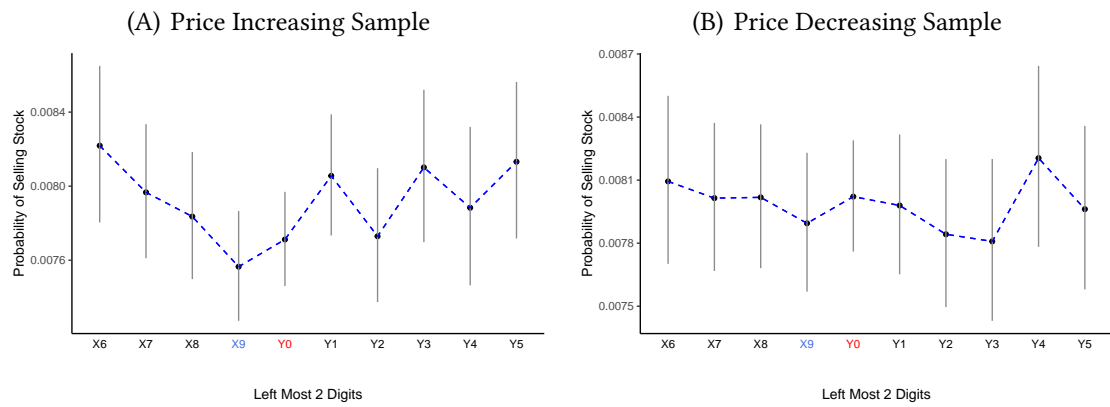 (A) Price Increasing Sample
Probability of Selling Stock
0.0084
0.0080
0.0076
X6 X7 X8 X9 Y0 Y1 Y2 Y3 Y4 Y5
Left Most 2 Digits
(B) Price Decreasing Sample
Probability of Selling Stock
0.0087
0.0084
0.0081
0.0078
0.0075
X6 X7 X8 X9 Y0 Y1 Y2 Y3 Y4 Y5
Left Most 2 Digits